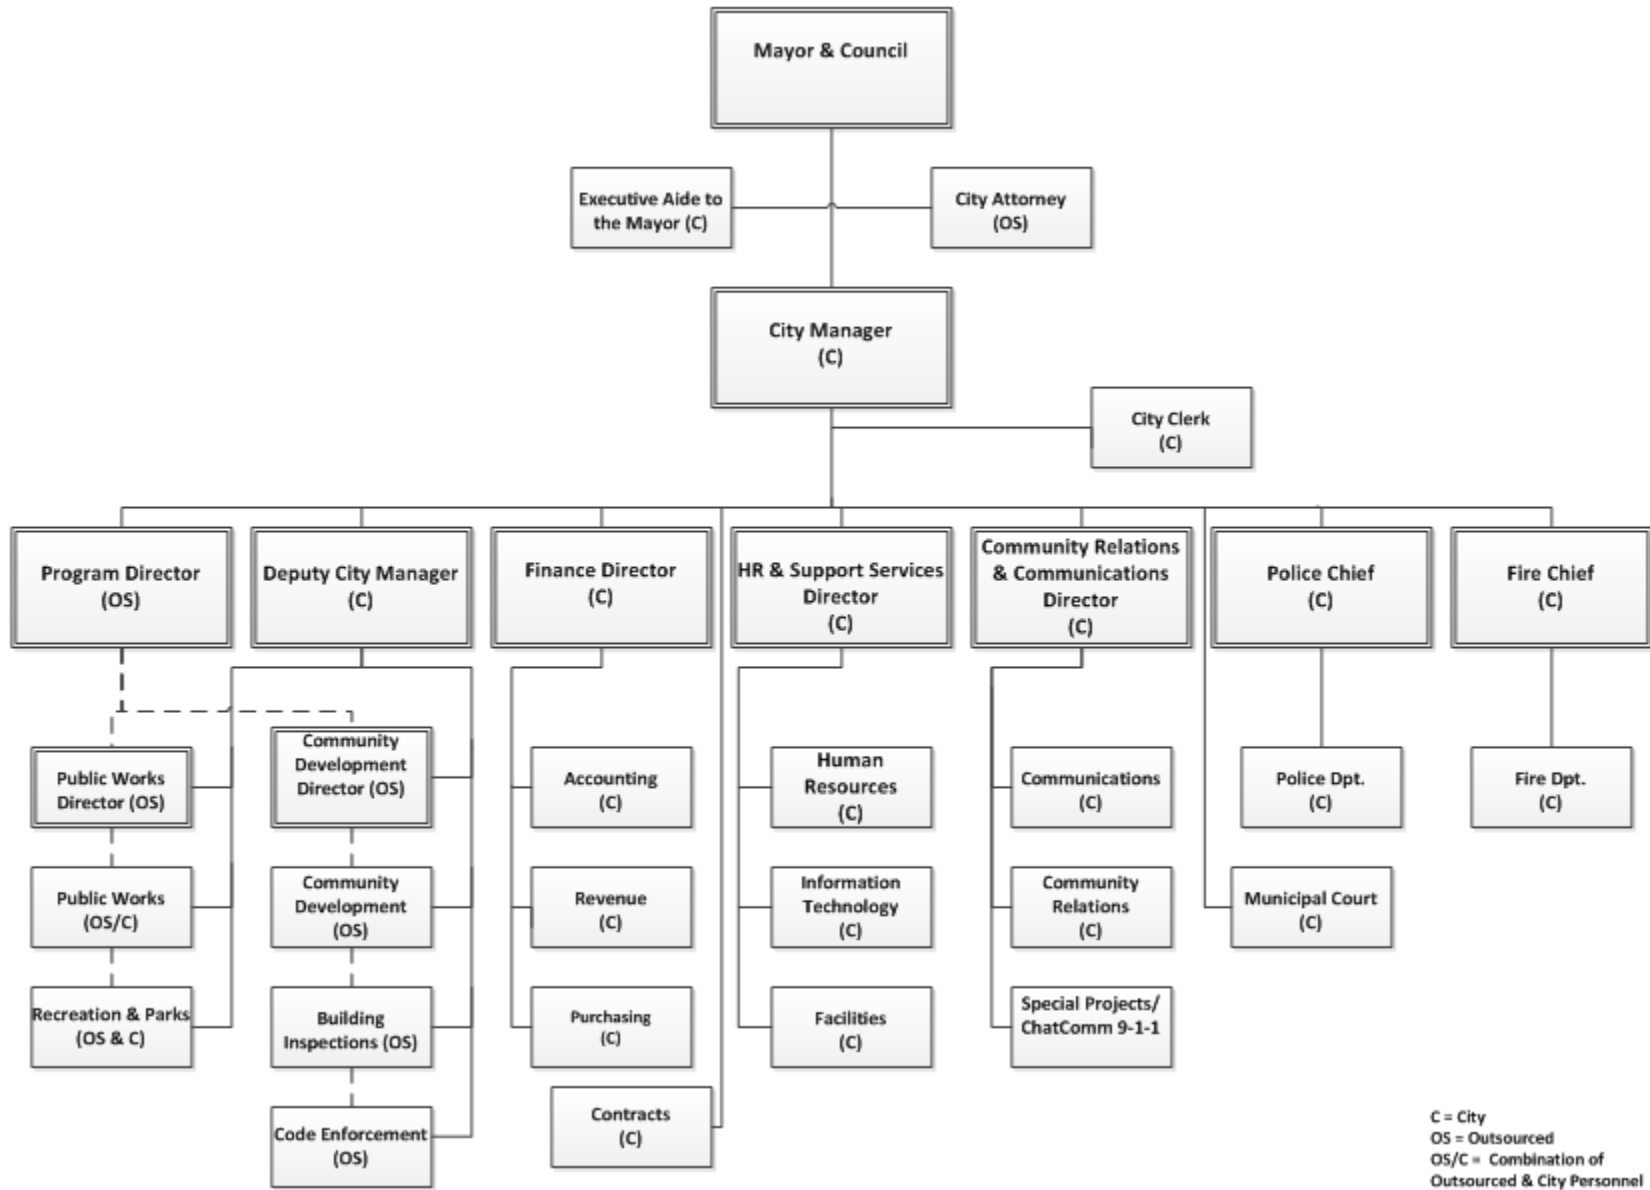 Mayor & Council
Executive Aide to
the Mayor (C)
City Attorney
(OS)
City Manager
(C)
City Clerk
(C)
Program Director
(OS)
Deputy City Manager
(C)
Finance Director
(C)
HR & Support Services
Director
(C)
Community Relations
& Communications
Director
(C)
Police Chief
(C)
Fire Chief
(C)
Public Works
Director (OS)
Community
Development
Director (OS)
Accounting
(C)
Human
Resources
(C)
Communications
(C)
Police Dpt.
(C)
Fire Dpt.
(C)
Public Works
(OS/C)
Community
Development
(OS)
Revenue
(C)
Information
Technology
(C)
Community
Relations
(C)
Municipal Court
(C)
Recreation & Parks
(OS & C)
Building
Inspections (OS)
Purchasing
(C)
Facilities
(C)
Special Projects/
ChatComm 9-1-1
Code Enforcement
(OS)
Contracts
(C)
C = City
OS = Outsourced
OS/C = Combination of
Outsourced & City Personnel